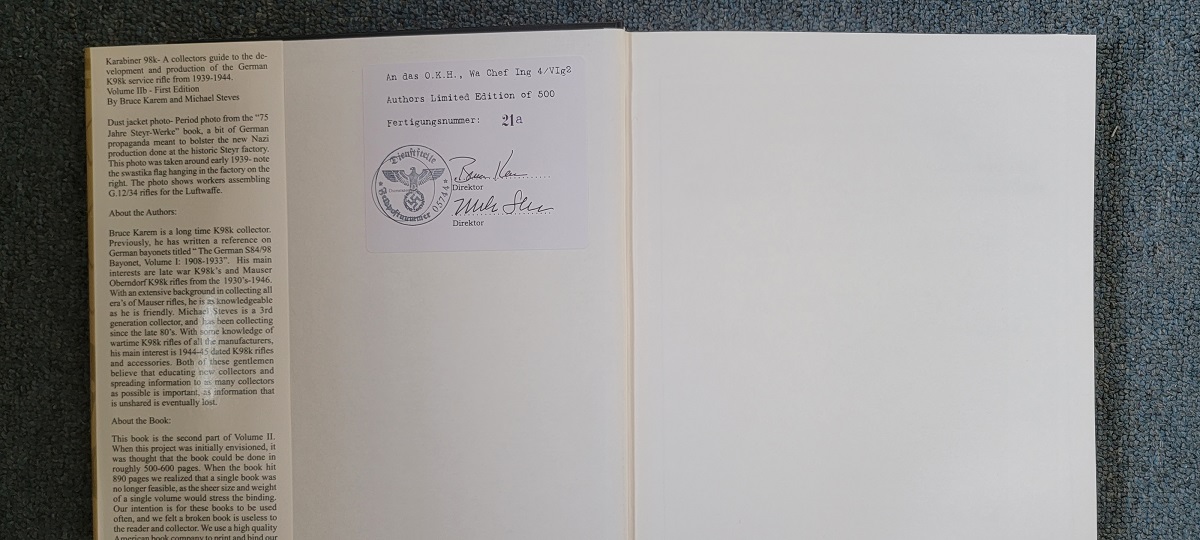 Karabiner 98k- A collectors guide to the de-
velopment and production of the German
K98k service rifle from 1939-1944.
Volume IIb - First Edition
By Bruce Karem and Michael Steves
Dust jacket photo- Period photo from the "75
Jahre Steyr-Werke" book, a bit of German
propaganda meant to bolster the new Nazi
production done at the historic Steyr factory.
This photo was taken around early 1939- note
the swastika flag hanging in the factory on the
right. The photo shows workers assembling
G.12/34 rifles for the Luftwaffe.
About the Authors:
Bruce Karem is a long time K98k collector.
Previously, he has written a reference on
German bayonets titled " The German S84/98
Bayonet, Volume I: 1908-1933". His main
interests are late war K98k's and Mauser
Oberndorf K98k rifles from the 1930's-1946.
With an extensive background in collecting all
era's of Mauser rifles, he is as knowledgeable
as he is friendly. Michael Steves is a 3rd
generation collector, and has been collecting
since the late 80's. With some knowledge of
wartime K98k rifles of all the manufacturers,
his main interest is 1944-45 dated K98k rifles
and accessories. Both of these gentlemen
believe that educating new collectors and
spreading information to as many collectors
as possible is important, as information that
is unshared is eventually lost.
About the Book:
This book is the second part of Volume II.
When this project was initially envisioned, it
was thought that the book could be done in
roughly 500-600 pages. When the book hit
890 pages we realized that a single book was
no longer feasible, as the sheer size and weight
of a single volume would stress the binding.
Our intention is for these books to be used
often, and we felt a broken book is useless to
the reader and collector. We use a high quality
American book company to print and bind our
An das O.K.H., Wa Chef Ing 4/VIg2
Authors Limited Edition of 500
Fertigungsnummer: 21a
Dienststelle
Feldpostnummer 05744
Direktor
Direktor